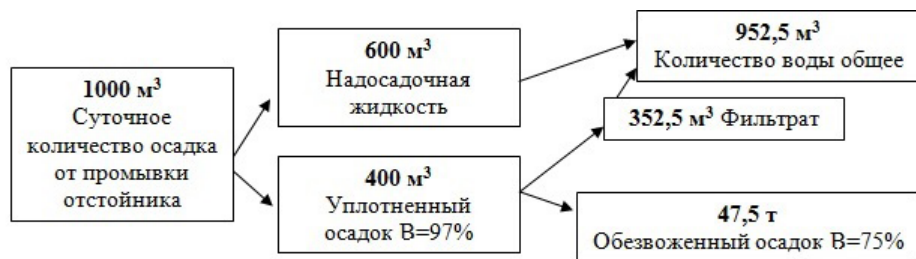 1000 м³
Суточное
количество осадка
от промывки
отстойника
600 м³
Надосадочная
жидкость
400 м³
Уплотненный
осадок В=97%
952,5 м³
Количество воды общее
352,5 м³ Фильтрат
47,5 т
Обезвоженный осадок В=75%